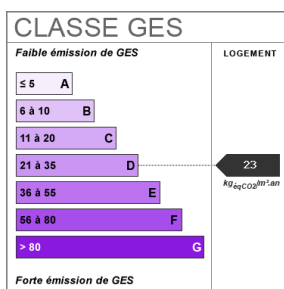 CLASSE GES
Faible émission de GES
LOGEMENT
≤ 5 A
6 à 10 B
11 à 20 C
21 à 35 D
23
kgéqCO2/m².an
36 à 55 E
56 à 80 F
> 80 G
Forte émission de GES